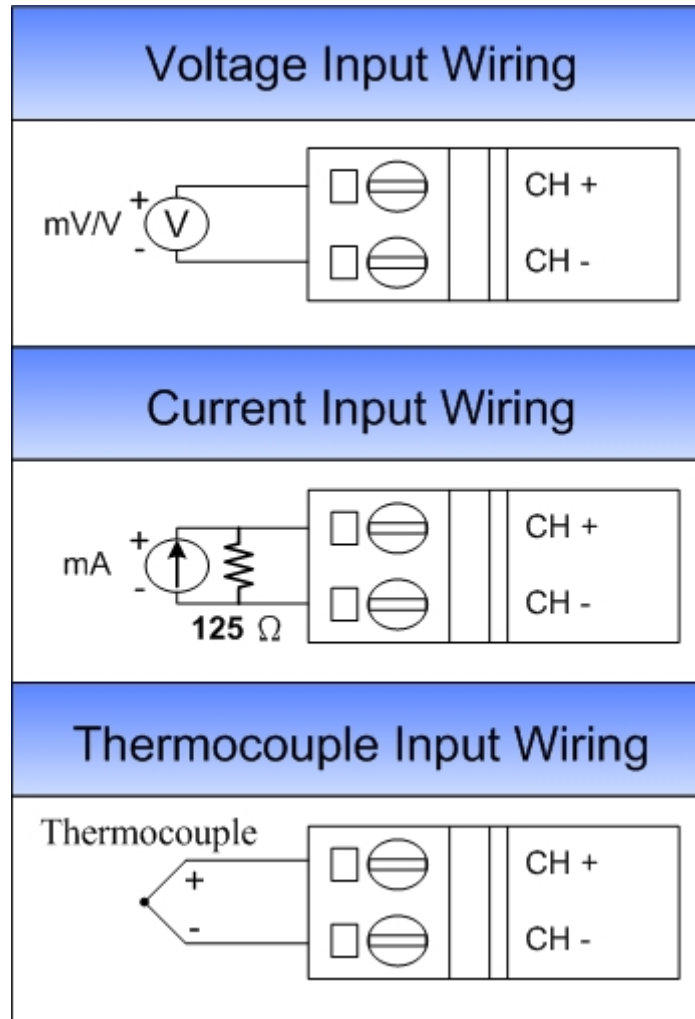 Voltage Input Wiring
+
mV/V
V
-
CH +
CH -
Current Input Wiring
+
mA
-
125 Ω
CH +
CH -
Thermocouple Input Wiring
Thermocouple
+
-
CH +
CH -